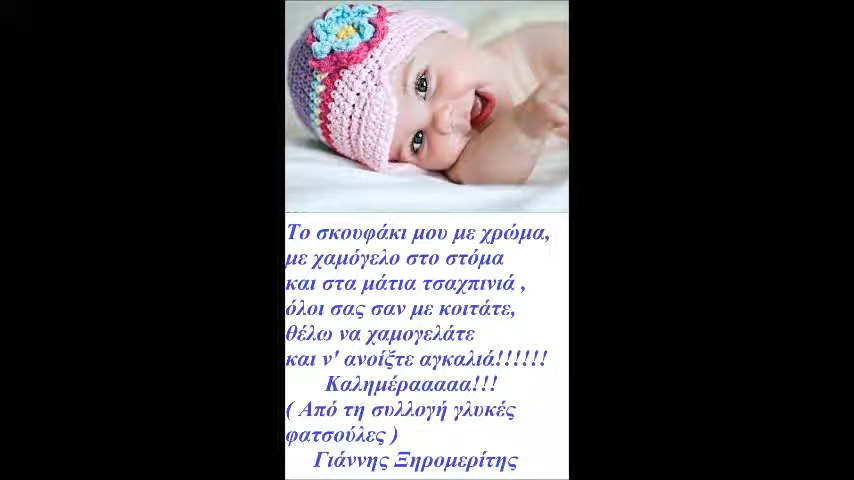 Το σκουφάκι μου με χρώμα,
με χαμόγελο στο στόμα
και στα μάτια τσαχπινιά ,
όλοι σας σαν με κοιτάτε,
θέλω να χαμογελάτε
και ν' ανοίξτε αγκαλιά!!!!!!
Καλημέρααααα!!!
( Από τη συλλογή γλυκές
φατσούλες )
Γιάννης Ξηρομερίτης